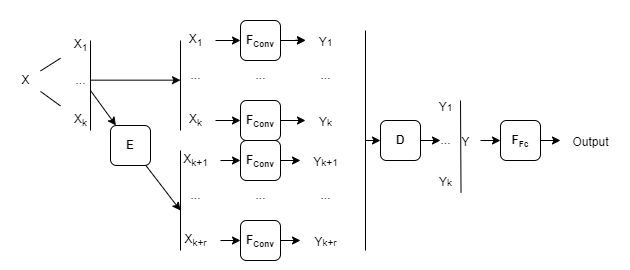 X
X1
...
Xk
E
X1
FConv
Y1
...
...
...
Xk
FConv
Yk
Xk+1
FConv
Yk+1
...
...
...
Xk+r
FConv
Yk+r
D
Y1
...
Yk
Y
FFc
Output